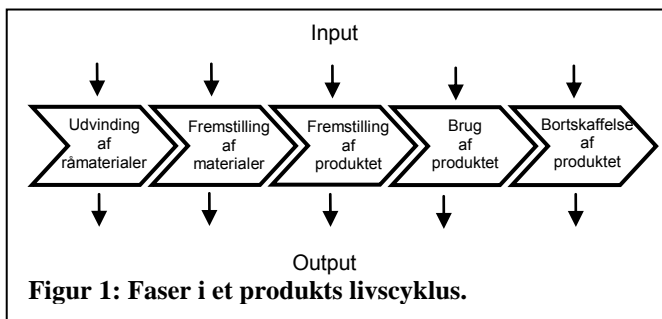 Input
Udvinding
af
råmaterialer
Fremstilling
af
materialer
Fremstilling
af
produktet
Brug
af
produktet
Bortskaffelse
af
produktet
Output
Figur 1: Faser i et produkts livscyklus.